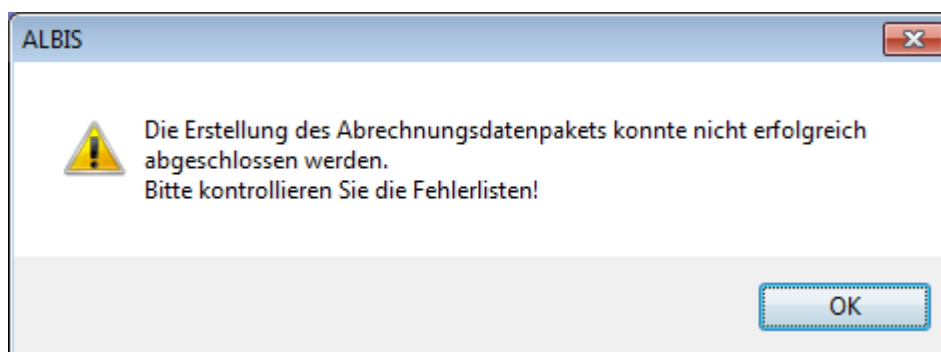 ALBIS
Die Erstellung des Abrechnungsdatenpakets konnte nicht erfolgreich
abgeschlossen werden.
Bitte kontrollieren Sie die Fehlerlisten!
OK